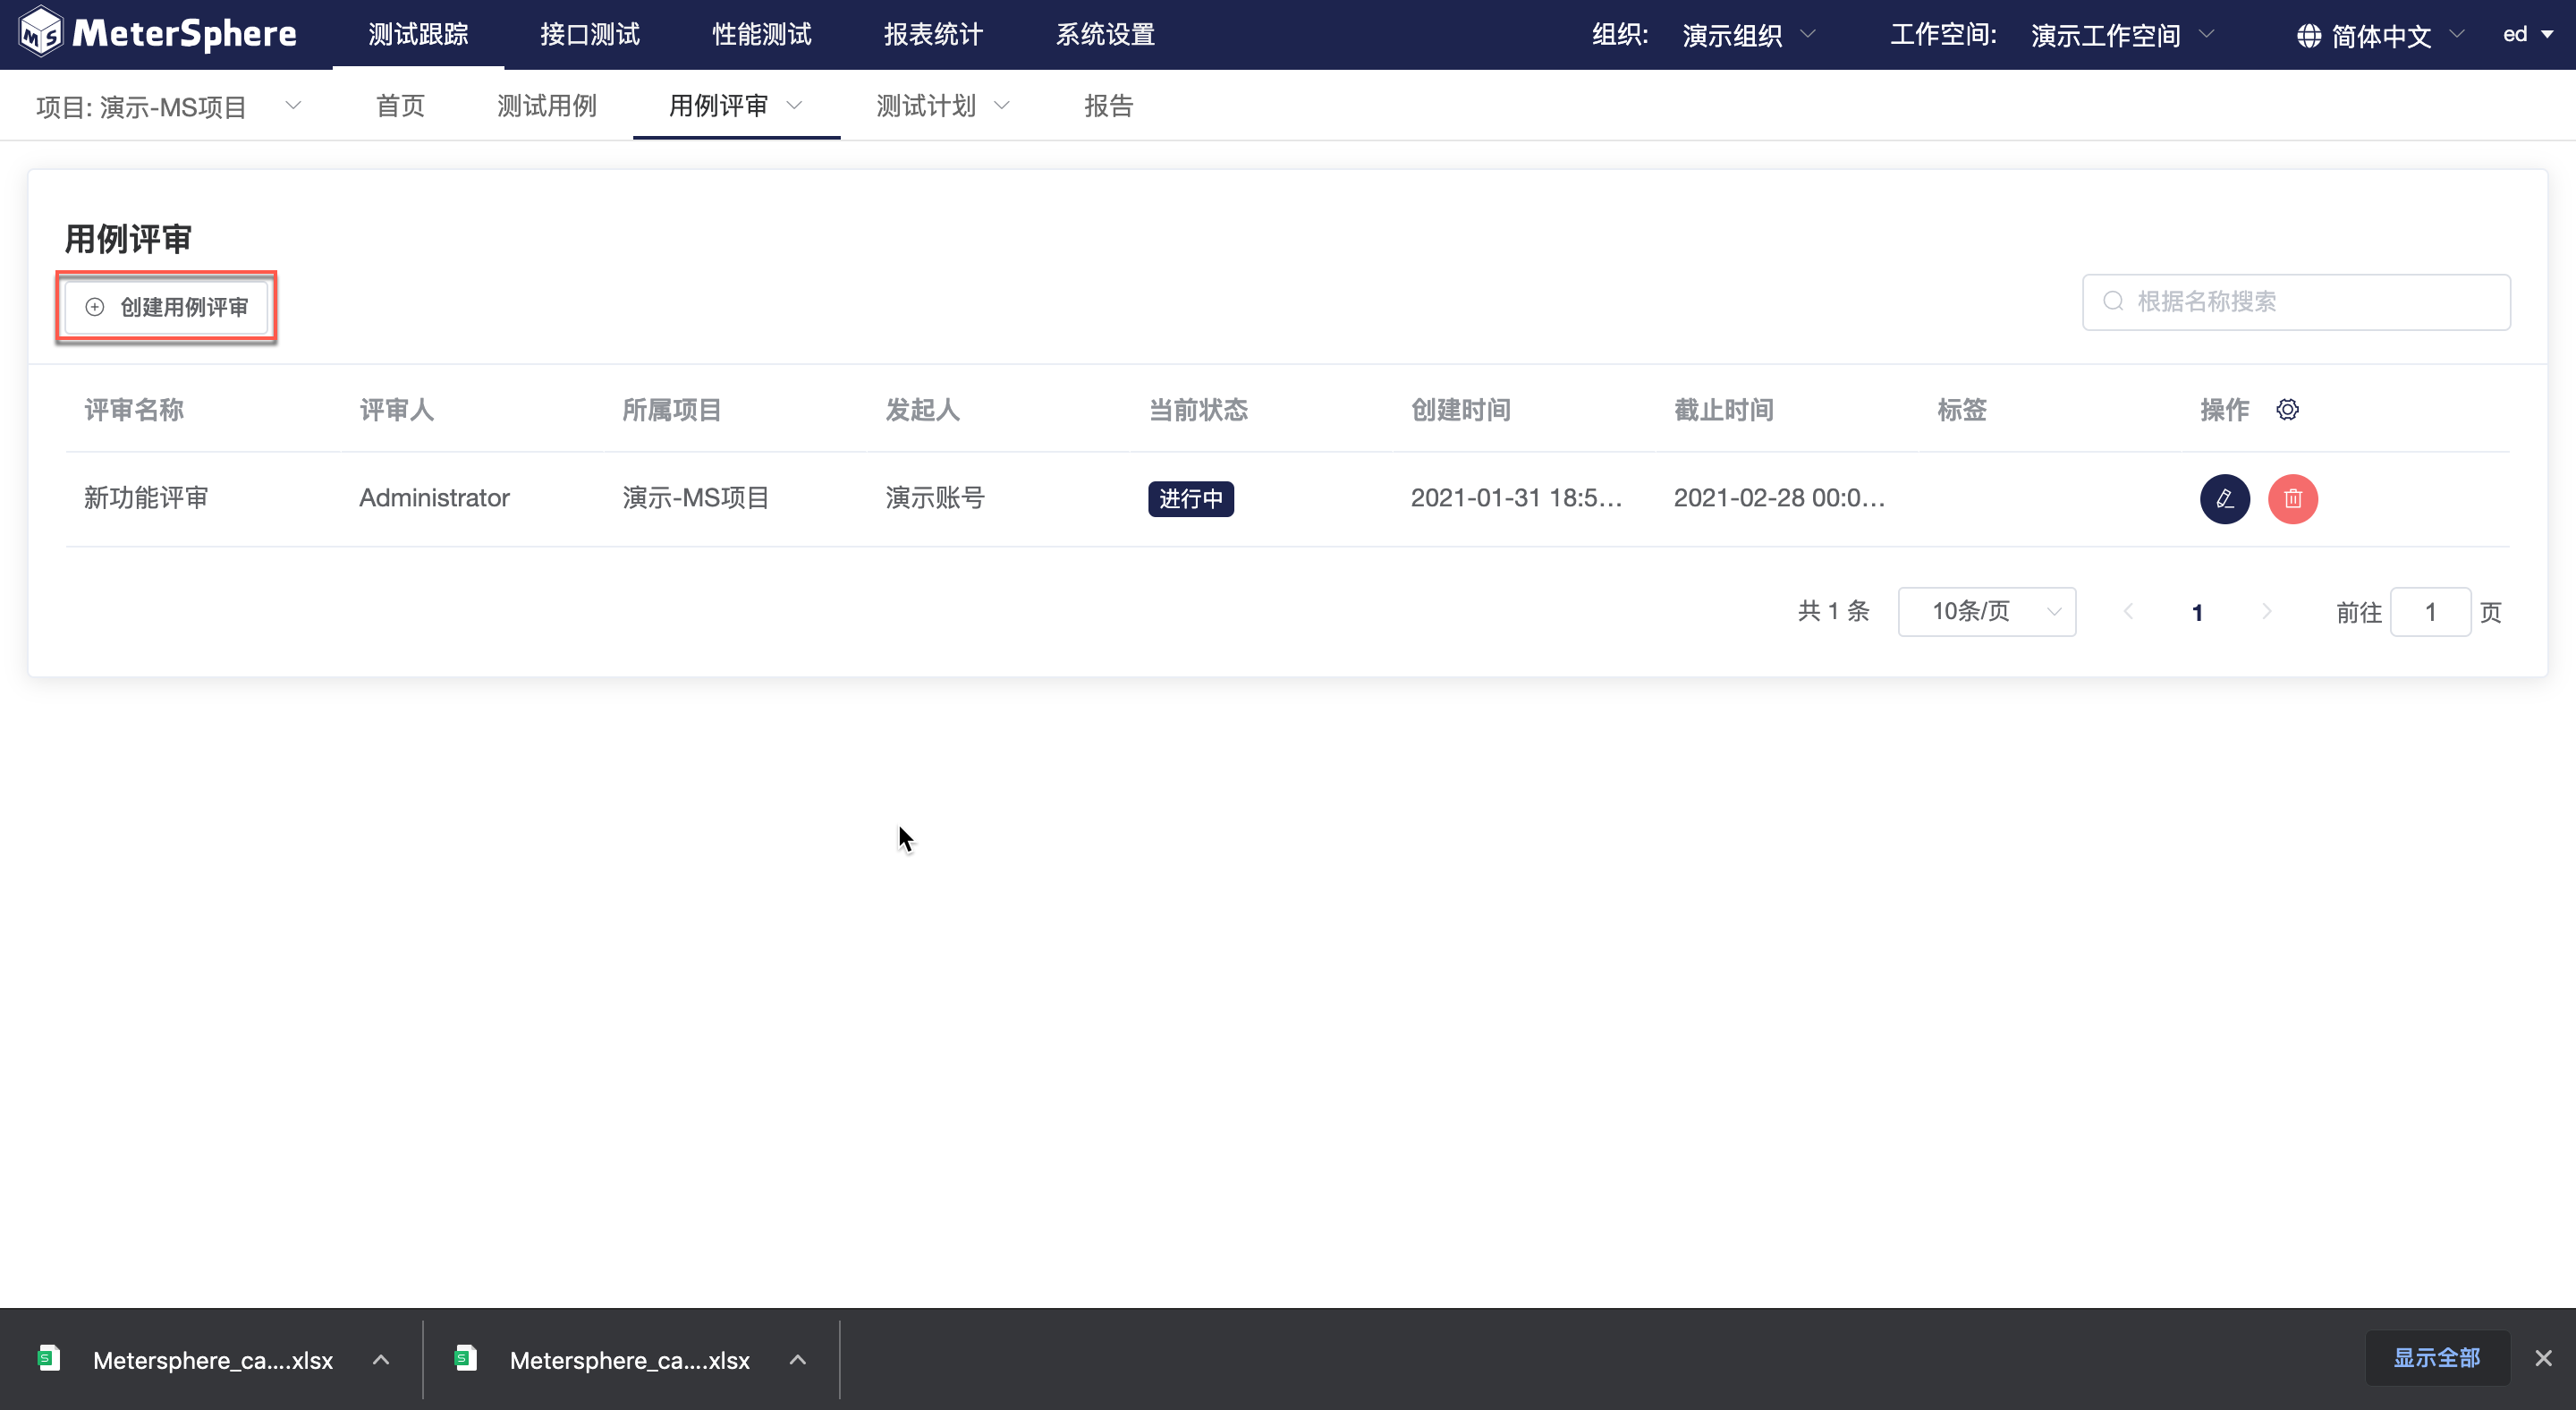 MeterSphere 测试跟踪 接口测试 性能测试 报表统计 系统设置 组织: 演示组织 工作空间: 演示工作空间 简体中文 ed
项目: 演示-MS项目 首页 测试用例 用例评审 测试计划 报告
用例评审
创建用例评审 根据名称搜索
评审名称 评审人 所属项目 发起人 当前状态 创建时间 截止时间 标签 操作
新功能评审 Administrator 演示-MS项目 演示账号 进行中 2021-01-31 18:5... 2021-02-28 00:0...
共 1 条 10条/页 1 前往 1 页
Metersphere_ca....xlsx Metersphere_ca....xlsx 显示全部